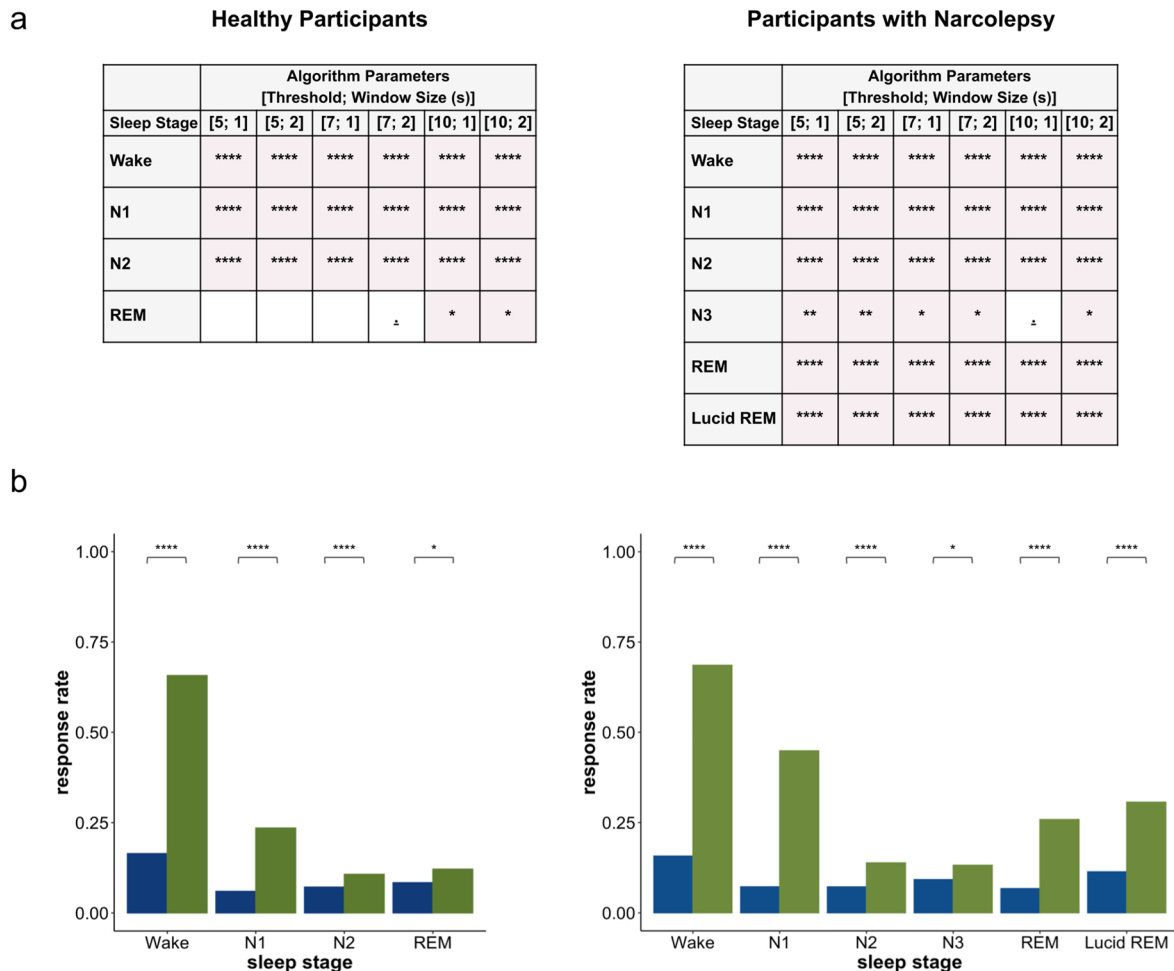 a
Healthy Participants
Algorithm Parameters
[Threshold; Window Size (s)]
Sleep Stage [5; 1] [5; 2] [7; 1] [7; 2] [10; 1] [10; 2]
Wake **** **** **** **** **** ****
N1 **** **** **** **** **** ****
N2 **** **** **** **** **** ****
REM . * *
Participants with Narcolepsy
Algorithm Parameters
[Threshold; Window Size (s)]
Sleep Stage [5; 1] [5; 2] [7; 1] [7; 2] [10; 1] [10; 2]
Wake **** **** **** **** **** ****
N1 **** **** **** **** **** ****
N2 **** **** **** **** **** ****
N3 ** ** * * . *
REM **** **** **** **** **** ****
Lucid REM **** **** **** **** **** ****
b
**** **** **** *
1.00
0.75
0.50
0.25
0.00
response rate
Wake N1 N2 REM
sleep stage
**** **** **** * **** ****
1.00
0.75
0.50
0.25
0.00
response rate
Wake N1 N2 N3 REM Lucid REM
sleep stage